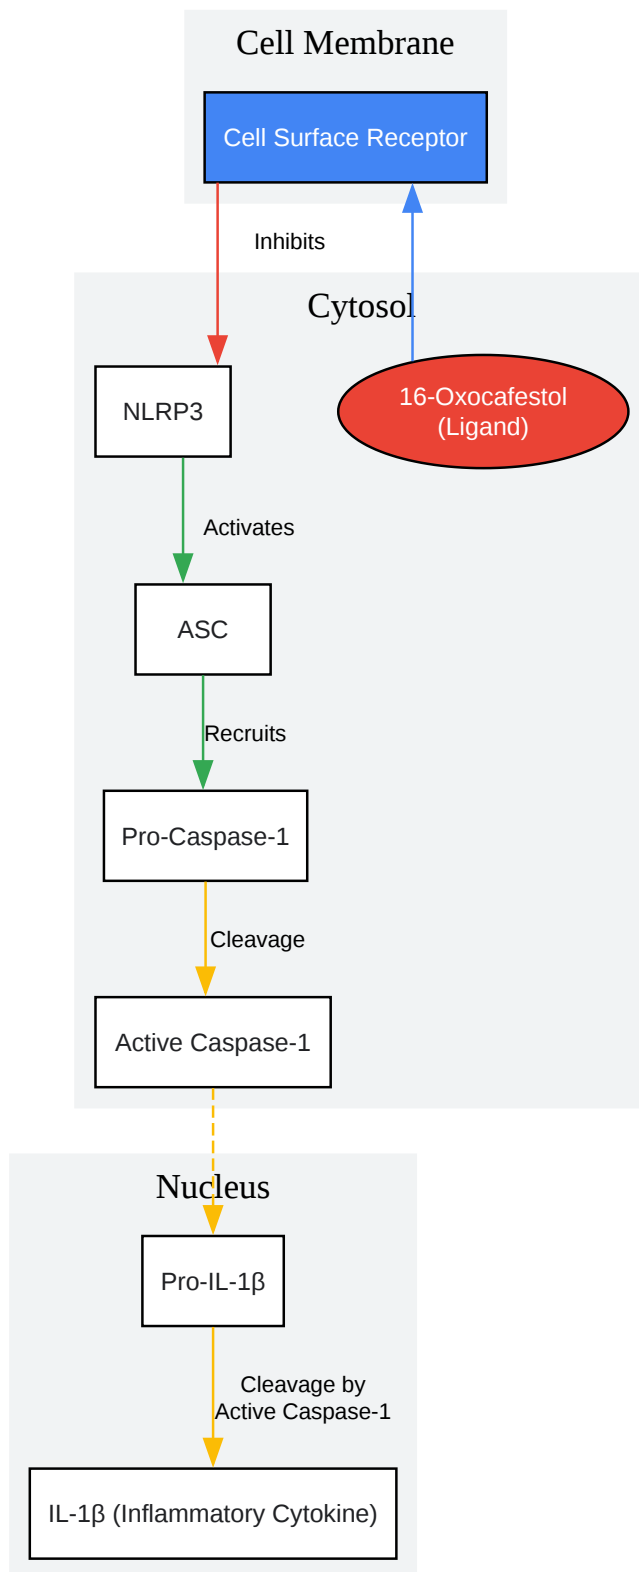 Cell Membrane
Cell Surface Receptor
Inhibits
Cytosol
NLRP3
16-Oxocafestol
(Ligand)
Activates
ASC
Recruits
Pro-Caspase-1
Cleavage
Active Caspase-1
Nucleus
Pro-IL-1β
Cleavage by
Active Caspase-1
IL-1β (Inflammatory Cytokine)